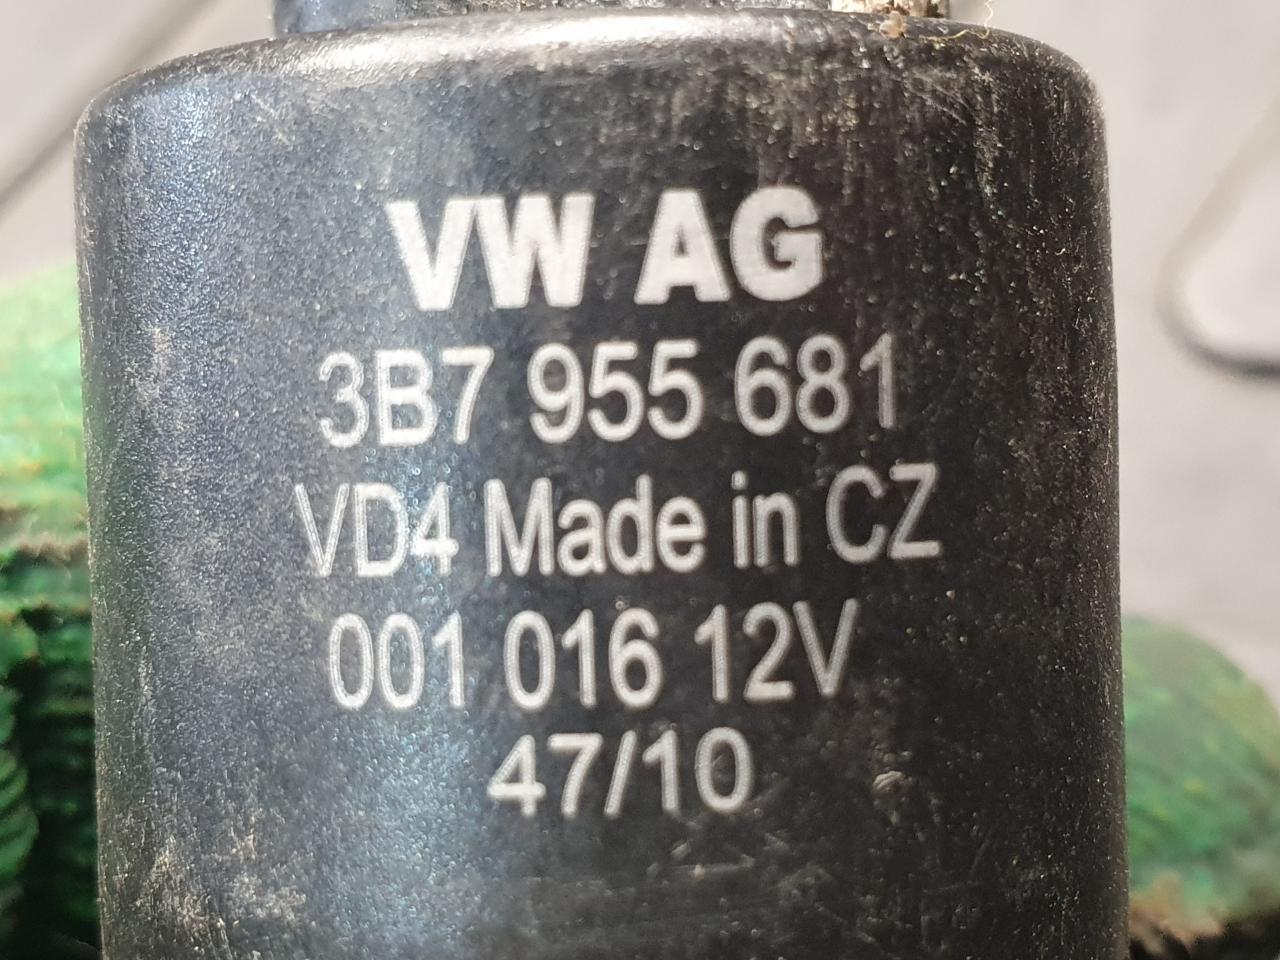 VW AG
3B7 955 681
VD4 Made in CZ
001 016 12V
47/10